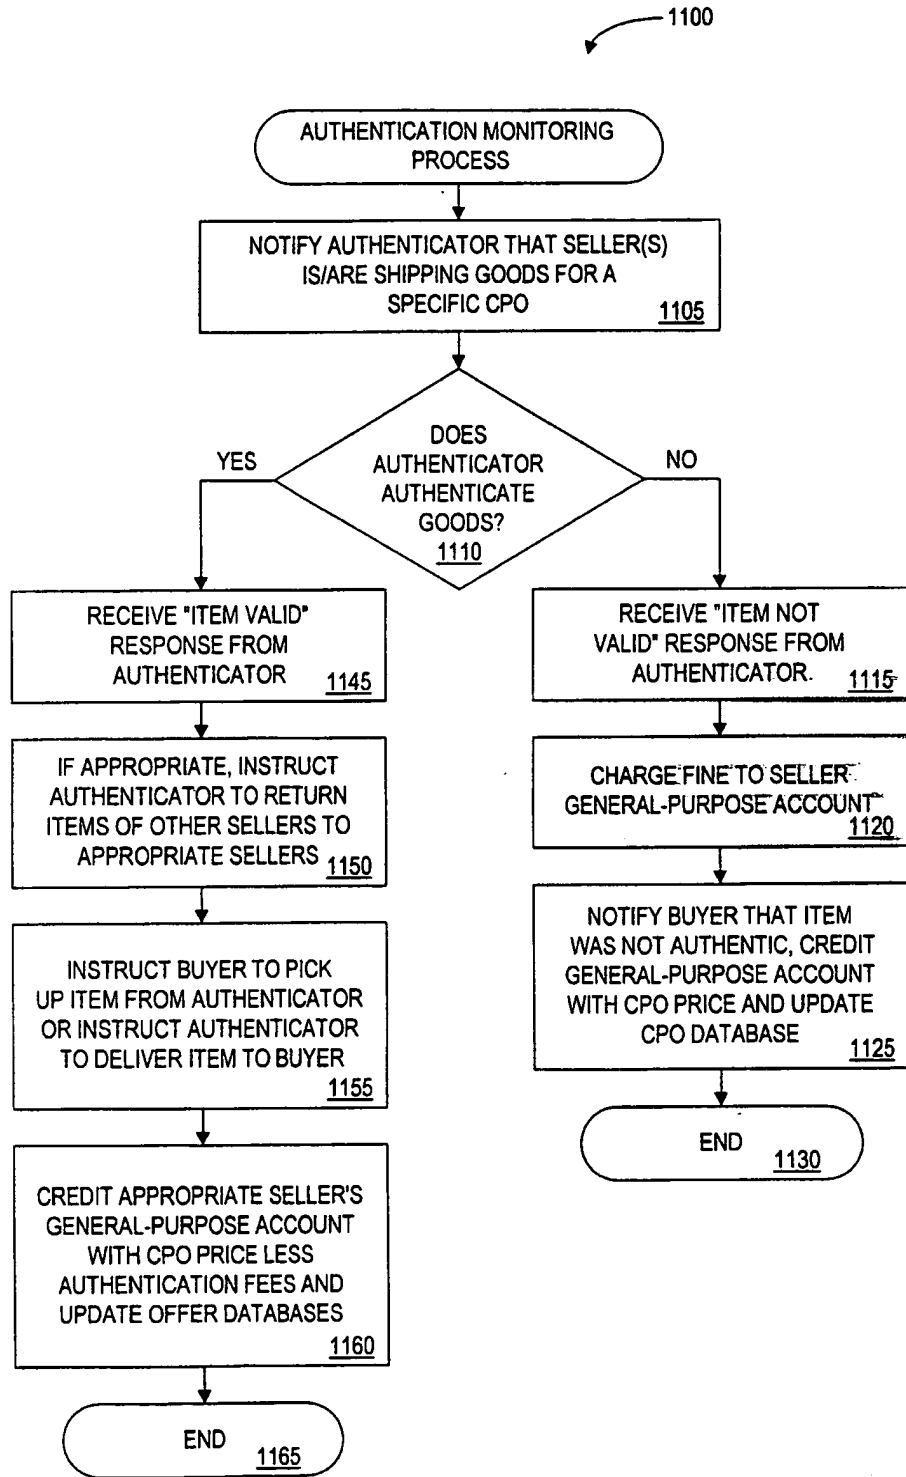 1100
AUTHENTICATION MONITORING
PROCESS
NOTIFY AUTHENTICATOR THAT SELLER(S)
IS/ARE SHIPPING GOODS FOR A
SPECIFIC CPO
1105
DOES
AUTHENTICATOR
AUTHENTICATE
GOODS?
1110
YES
NO
RECEIVE "ITEM VALID"
RESPONSE FROM
AUTHENTICATOR
1145
IF APPROPRIATE, INSTRUCT
AUTHENTICATOR TO RETURN
ITEMS OF OTHER SELLERS TO
APPROPRIATE SELLERS
1150
INSTRUCT BUYER TO PICK
UP ITEM FROM AUTHENTICATOR
OR INSTRUCT AUTHENTICATOR
TO DELIVER ITEM TO BUYER
1155
CREDIT APPROPRIATE SELLER'S
GENERAL-PURPOSE ACCOUNT
WITH CPO PRICE LESS
AUTHENTICATION FEES AND
UPDATE OFFER DATABASES
1160
END
1165
RECEIVE "ITEM NOT
VALID" RESPONSE FROM
AUTHENTICATOR.
1115
CHARGE FINE TO SELLER
GENERAL-PURPOSE ACCOUNT
1120
NOTIFY BUYER THAT ITEM
WAS NOT AUTHENTIC, CREDIT
GENERAL-PURPOSE ACCOUNT
WITH CPO PRICE AND UPDATE
CPO DATABASE
1125
END
1130